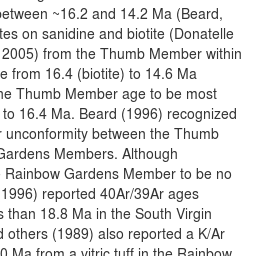 between ~16.2 and 14.2 Ma (Beard,
tes on sanidine and biotite (Donatelle
2005) from the Thumb Member within
e from 16.4 (biotite) to 14.6 Ma
he Thumb Member age to be most
to 16.4 Ma. Beard (1996) recognized
r unconformity between the Thumb
Gardens Members. Although
Rainbow Gardens Member to be no
1996) reported 40Ar/39Ar ages
s than 18.8 Ma in the South Virgin
d others (1989) also reported a K/Ar
0 Ma from a vitric tuff in the Rainbow